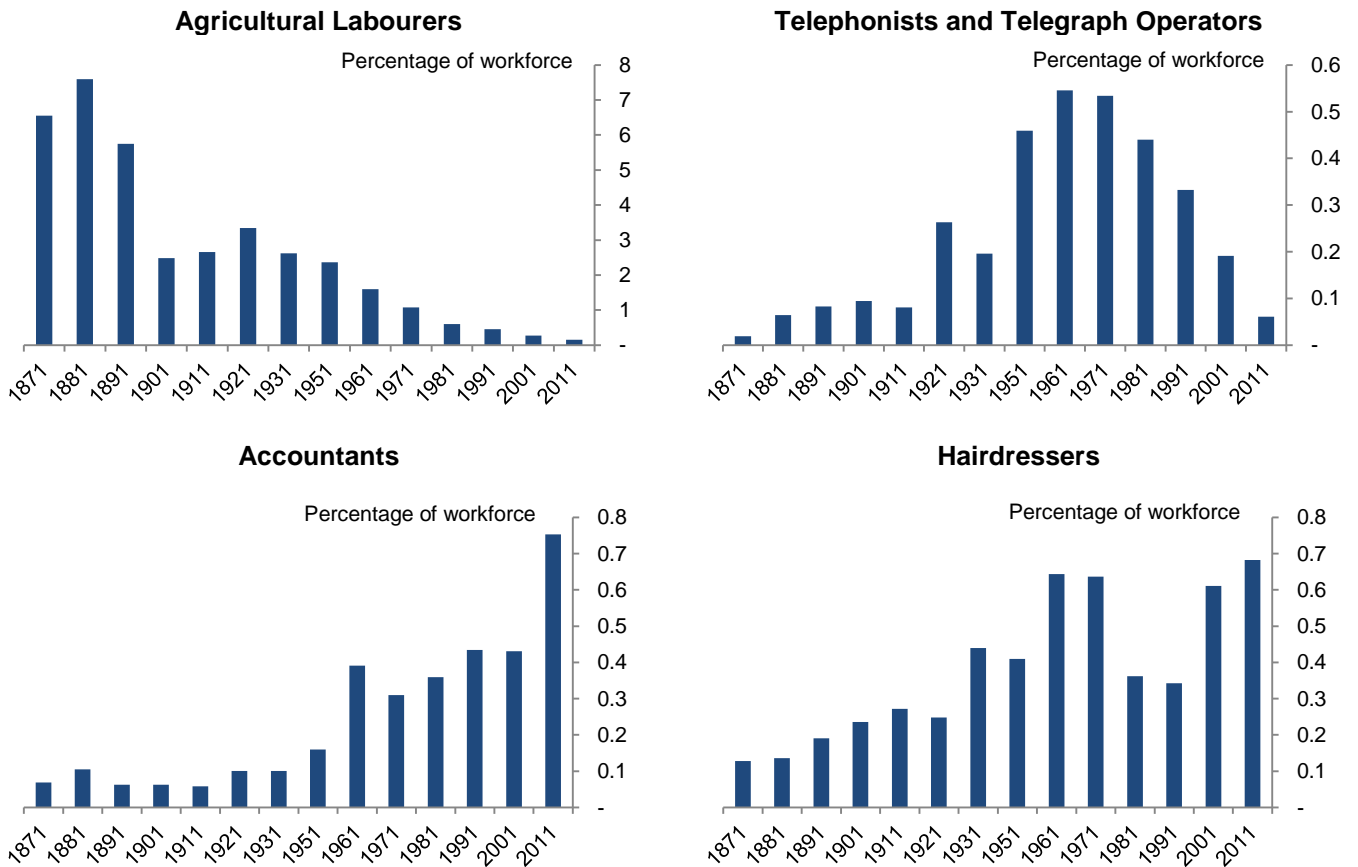 Agricultural Labourers
Percentage of workforce
8
7
6
5
4
3
2
1
-
1871 1881 1891 1901 1911 1921 1931 1951 1961 1971 1981 1991 2001 2011
Telephonists and Telegraph Operators
Percentage of workforce
0.6
0.5
0.4
0.3
0.2
0.1
-
1871 1881 1891 1901 1911 1921 1931 1951 1961 1971 1981 1991 2001 2011
Accountants
Percentage of workforce
0.8
0.7
0.6
0.5
0.4
0.3
0.2
0.1
-
1871 1881 1891 1901 1911 1921 1931 1951 1961 1971 1981 1991 2001 2011
Hairdressers
Percentage of workforce
0.8
0.7
0.6
0.5
0.4
0.3
0.2
0.1
-
1871 1881 1891 1901 1911 1921 1931 1951 1961 1971 1981 1991 2001 2011